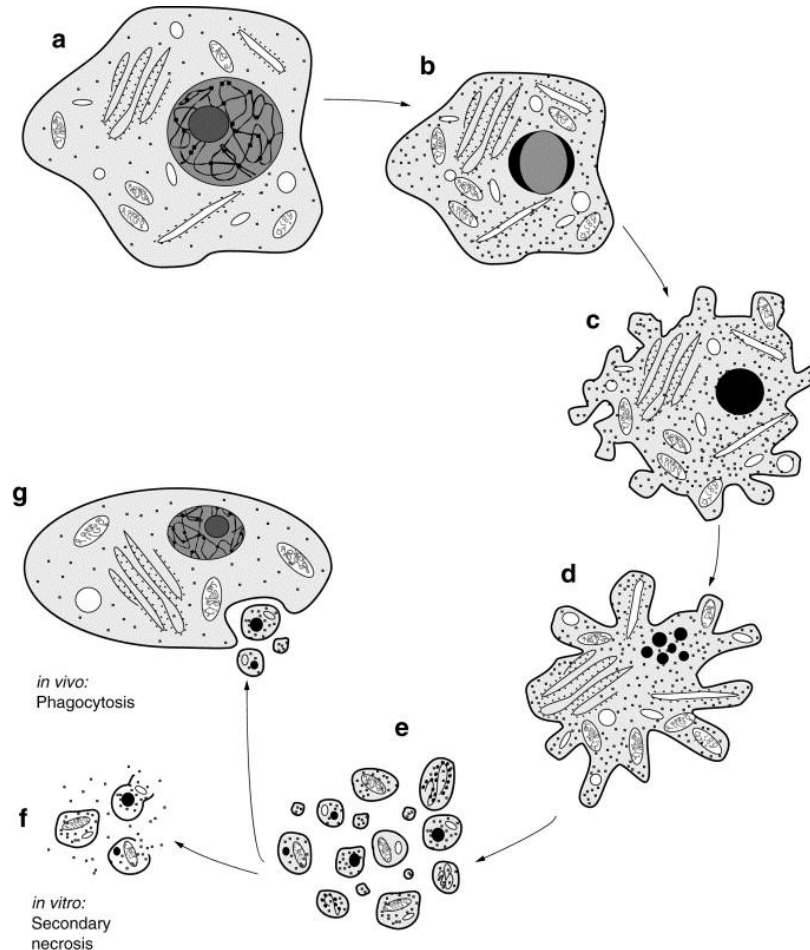 a
b
c
g
d
in vivo:
Phagocytosis
e
f
in vitro:
Secondary
necrosis